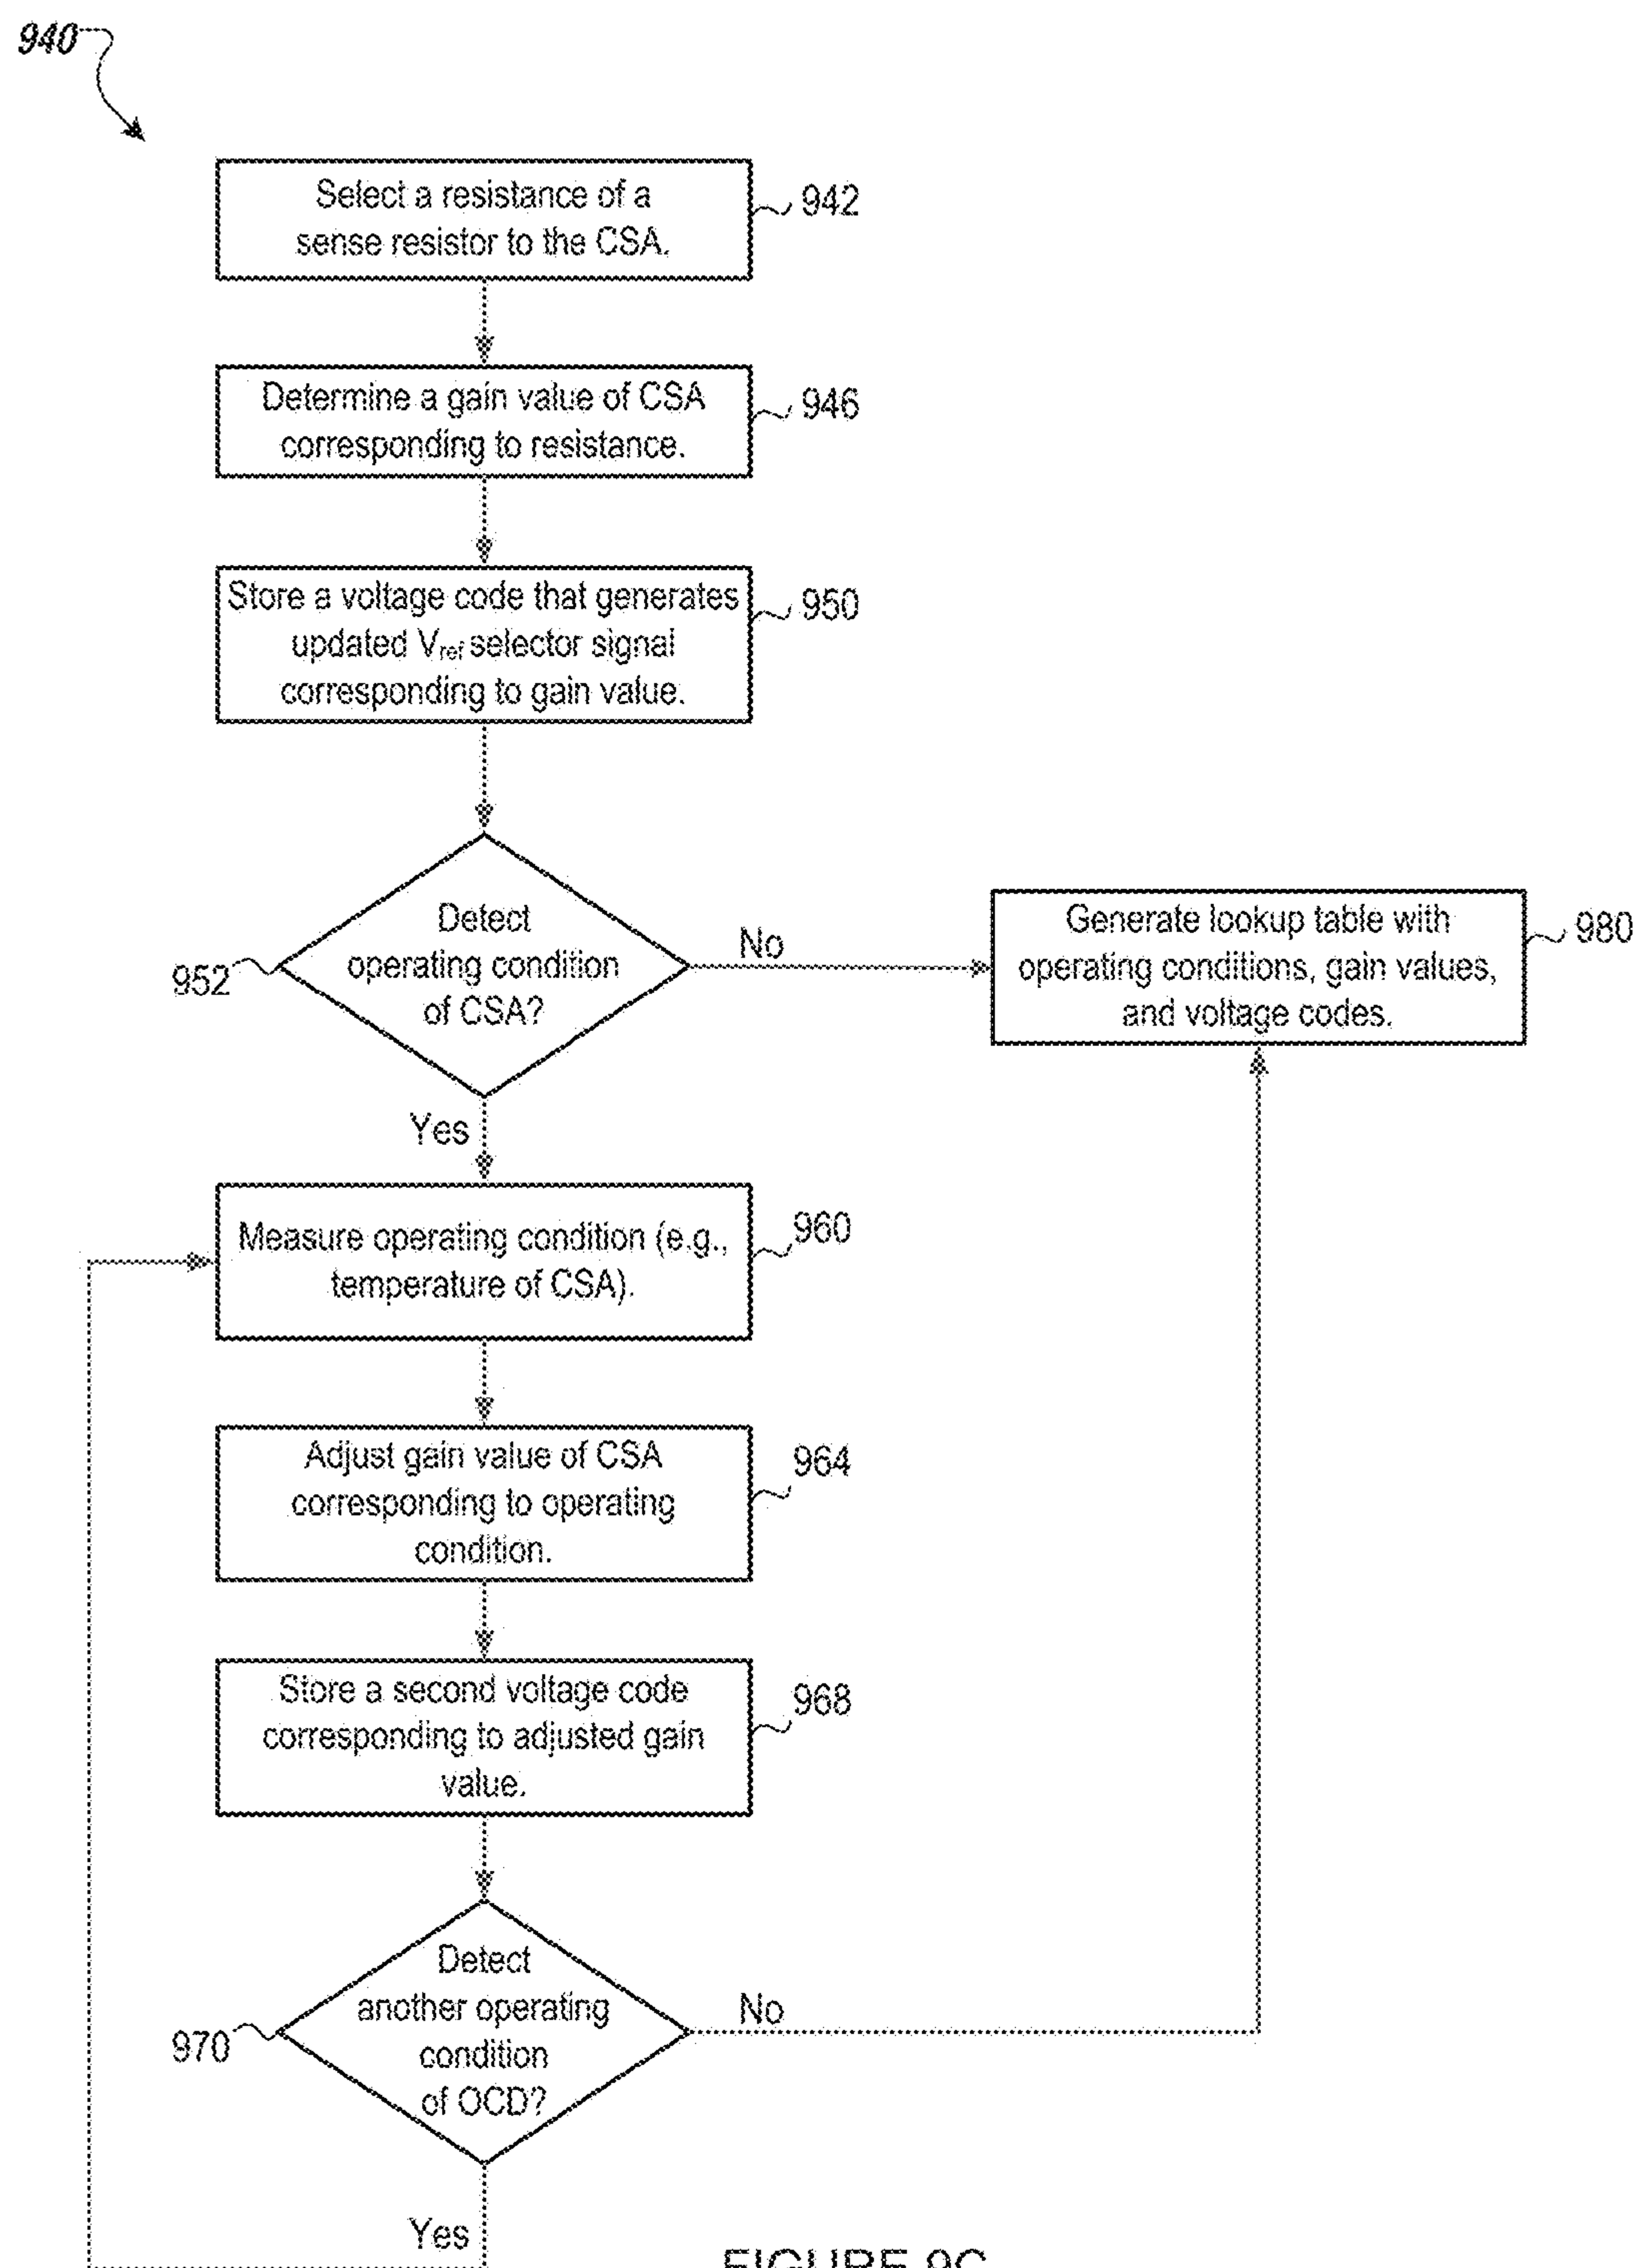 940
Select a resistance of a
sense resistor to the CSA.
942
Determine a gain value of CSA
corresponding to resistance.
946
Store a voltage code that generates
updated Vref selector signal
corresponding to gain value.
950
Detect
operating condition
of CSA?
952
No
Generate lookup table with
operating conditions, gain values,
and voltage codes.
980
Yes
Measure operating condition (e.g.,
temperature of CSA).
960
Adjust gain value of CSA
corresponding to operating
condition.
964
Store a second voltage code
corresponding to adjusted gain
value.
968
Detect
another operating
condition
of OCD?
970
No
Yes
FIGURE 9C